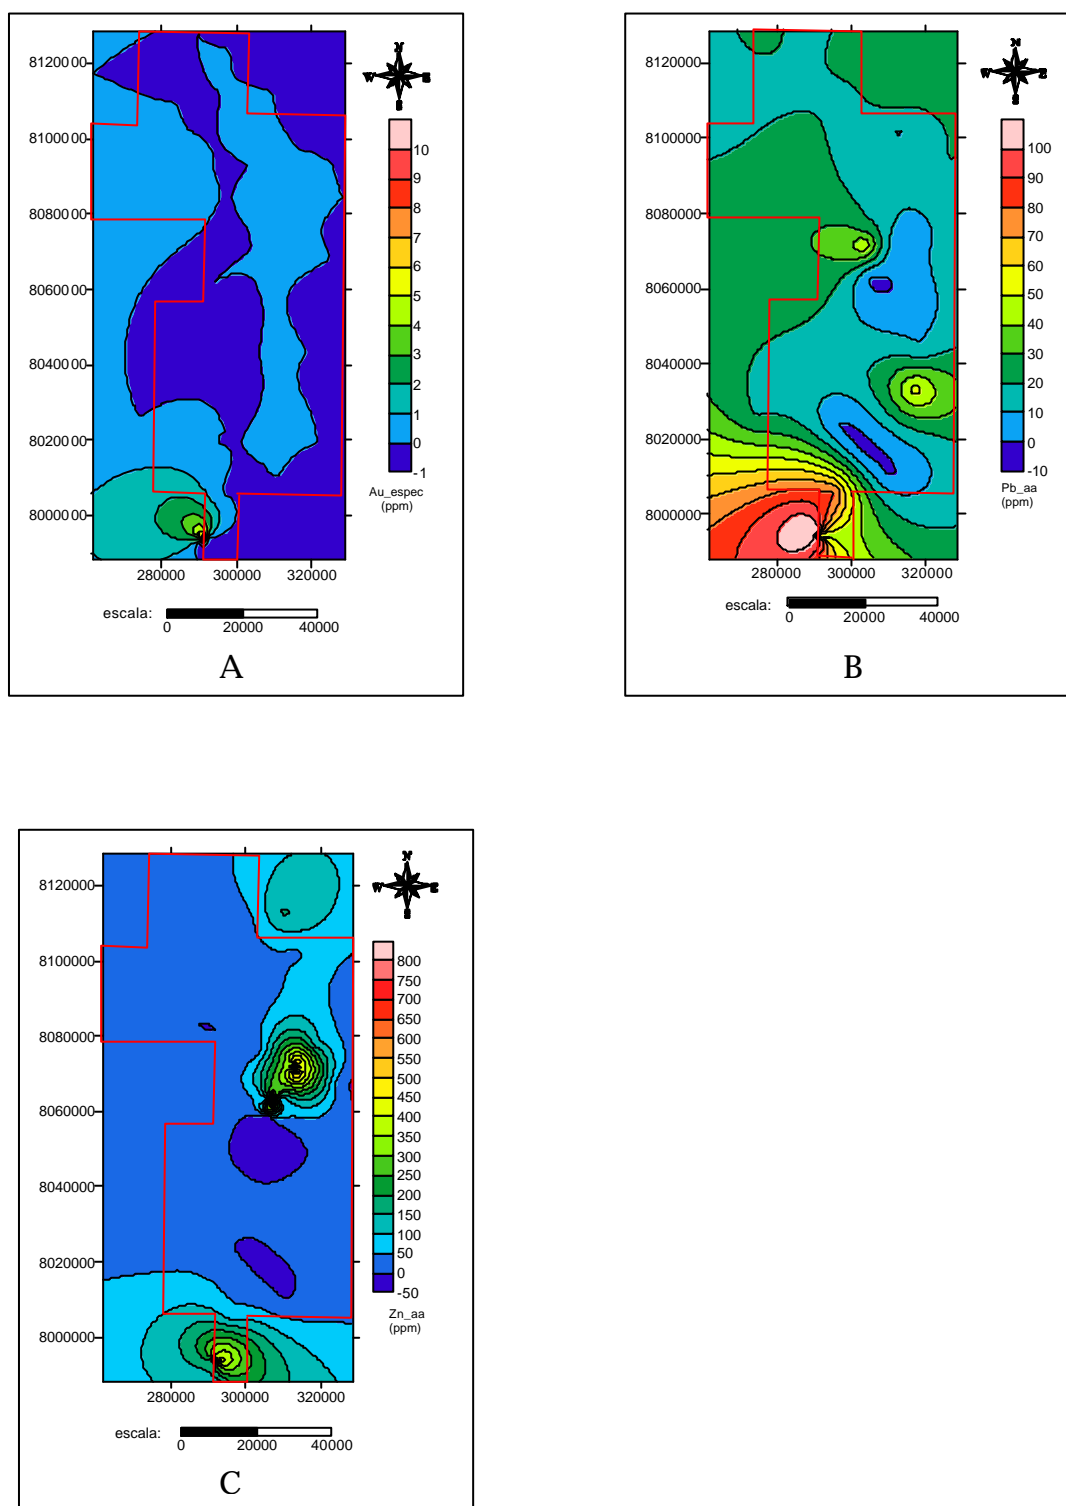 N
W E
S
8120000
8100000
8080000
8060000
8040000
8020000
8000000
280000 300000 320000
10
9
8
7
6
5
4
3
2
1
0
-1
Au_espec
(ppm)
escala:
0 20000 40000
A
N
W E
S
8120000
8100000
8080000
8060000
8040000
8020000
8000000
280000 300000 320000
100
90
80
70
60
50
40
30
20
10
0
-10
Pb_aa
(ppm)
escala:
0 20000 40000
B
N
W E
S
8120000
8100000
8080000
8060000
8040000
8020000
8000000
280000 300000 320000
800
750
700
600
550
500
450
400
350
300
250
200
150
100
50
0
-50
Zn_aa
(ppm)
escala:
0 20000 40000
C